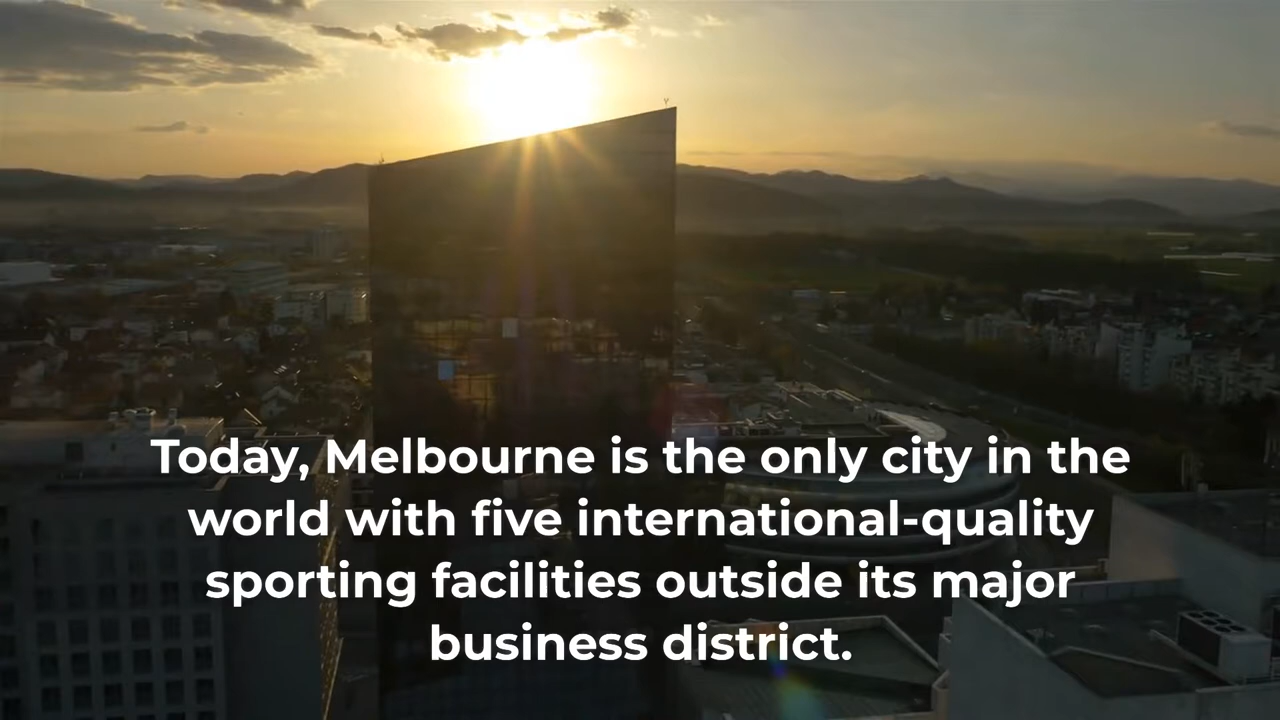 Today, Melbourne is the only city in the
world with five international-quality
sporting facilities outside its major
business district.